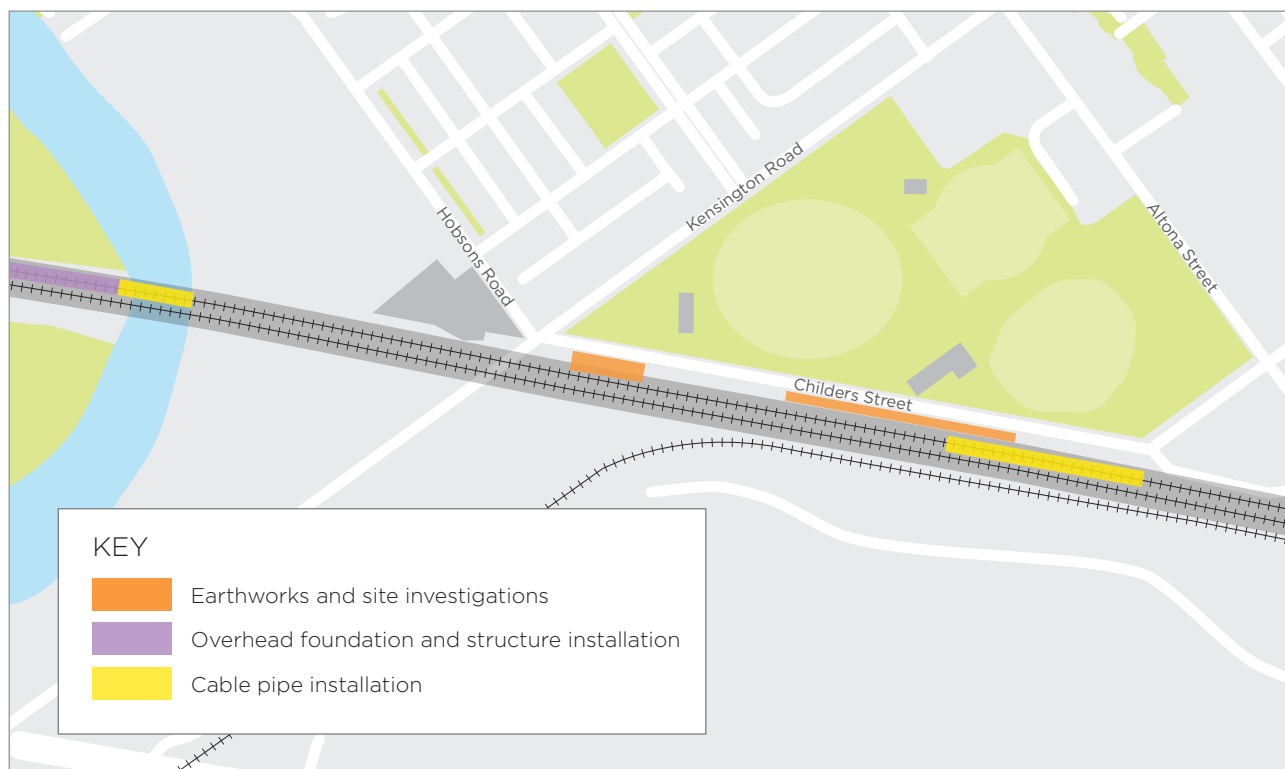 Kensington Road
Hobsons Road
Altona Street
Childers Street
KEY
Earthworks and site investigations
Overhead foundation and structure installation
Cable pipe installation